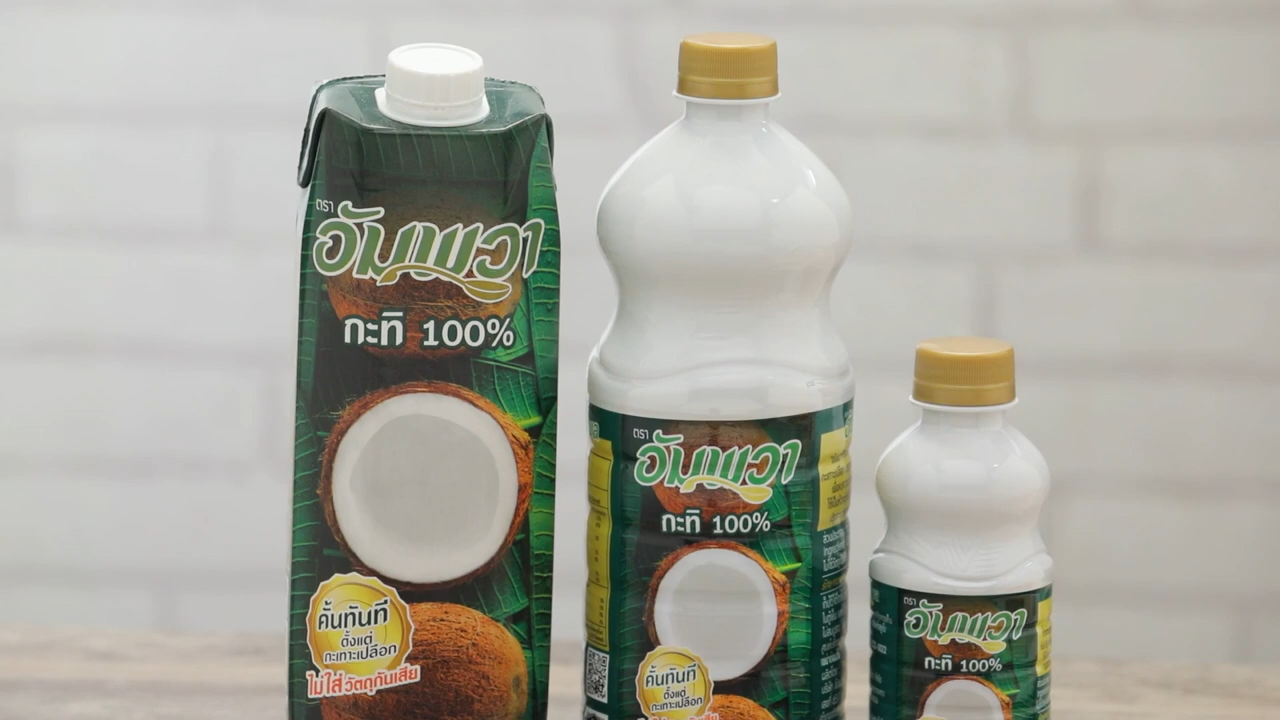 ตรา
อัมพวา
กะทิ 100%
คั้นทันที
ตั้งแต่
กะเทาะเปลือก
ไม่ใส่วัตถุกันเสีย
ตรา
อัมพวา
กะทิ 100%
คั้นทันที
ตั้งแต่
กะเทาะเปลือก
ตรา
อัมพวา
กะทิ 100%